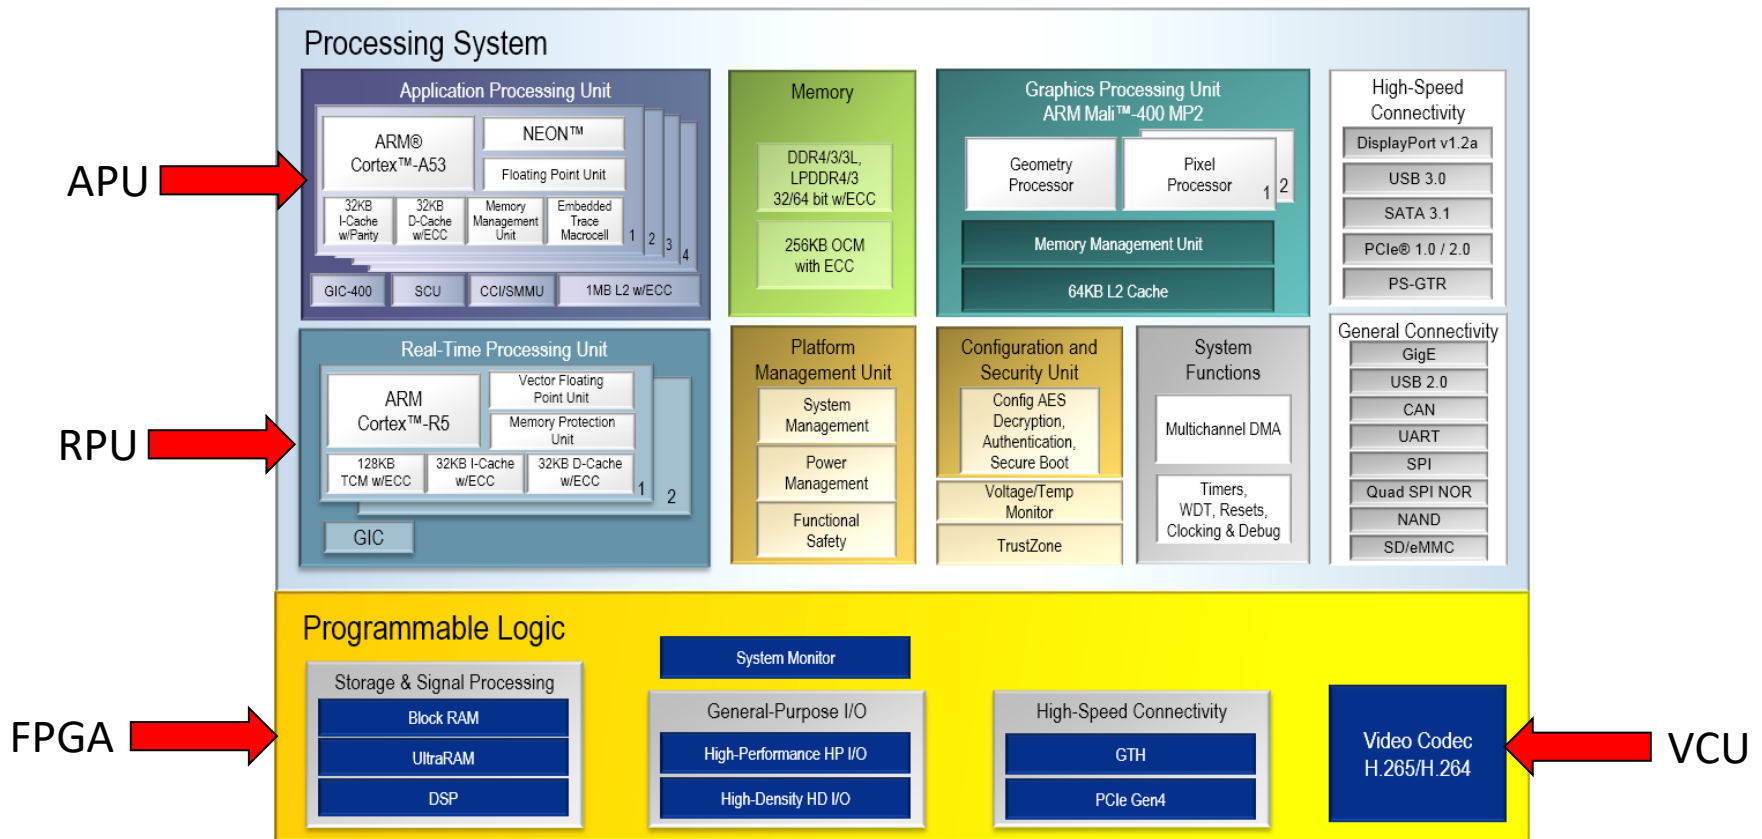 Processing System
Application Processing Unit
ARM®
Cortex™-A53
NEON™
Floating Point Unit
32KB
I-Cache
w/Parity
32KB
D-Cache
w/ECC
Memory
Management
Unit
Embedded
Trace
Macrocell
1
2
3
4
GIC-400
SCU
CCI/SMMU
1MB L2 w/ECC
APU
Memory
DDR4/3/3L,
LPDDR4/3
32/64 bit w/ECC
256KB OCM
with ECC
Graphics Processing Unit
ARM Mali™-400 MP2
Geometry
Processor
Pixel
Processor
1
2
Memory Management Unit
64KB L2 Cache
High-Speed
Connectivity
DisplayPort v1.2a
USB 3.0
SATA 3.1
PCIe® 1.0 / 2.0
PS-GTR
RPU
Real-Time Processing Unit
ARM
Cortex™-R5
Vector Floating
Point Unit
Memory Protection
Unit
128KB
TCM w/ECC
32KB I-Cache
w/ECC
32KB D-Cache
w/ECC
1
2
GIC
Platform
Management Unit
System
Management
Power
Management
Functional
Safety
Configuration and
Security Unit
Config AES
Decryption,
Authentication,
Secure Boot
Voltage/Temp
Monitor
TrustZone
System
Functions
Multichannel DMA
Timers,
WDT, Resets,
Clocking & Debug
General Connectivity
GigE
USB 2.0
CAN
UART
SPI
Quad SPI NOR
NAND
SD/eMMC
Programmable Logic
FPGA
Storage & Signal Processing
Block RAM
UltraRAM
DSP
System Monitor
General-Purpose I/O
High-Performance HP I/O
High-Density HD I/O
High-Speed Connectivity
GTH
PCIe Gen4
Video Codec
H.265/H.264
VCU